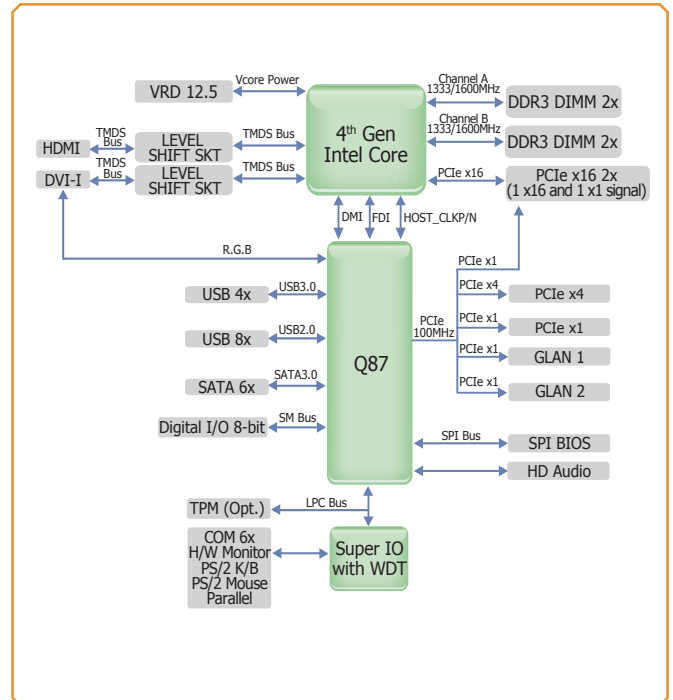 VRD 12.5
Vcore Power
4th Gen
Intel Core
Channel A
1333/1600MHz
DDR3 DIMM 2x
Channel B
1333/1600MHz
DDR3 DIMM 2x
HDMI
TMDS
Bus
LEVEL
SHIFT SKT
TMDS Bus
DVI-I
TMDS
Bus
LEVEL
SHIFT SKT
TMDS Bus
PCIe x16
PCIe x16 2x
(1 x16 and 1 x1 signal)
DMI
FDI
HOST_CLKP/N
R.G.B
Q87
USB 4x
USB3.0
USB 8x
USB2.0
SATA 6x
SATA3.0
Digital I/O 8-bit
SM Bus
PCIe
100MHz
PCIe x1
PCIe x4
PCIe x4
PCIe x1
PCIe x1
PCIe x1
GLAN 1
PCIe x1
GLAN 2
SPI Bus
SPI BIOS
HD Audio
TPM (Opt.)
LPC Bus
COM 6x
H/W Monitor
PS/2 K/B
PS/2 Mouse
Parallel
Super IO
with WDT